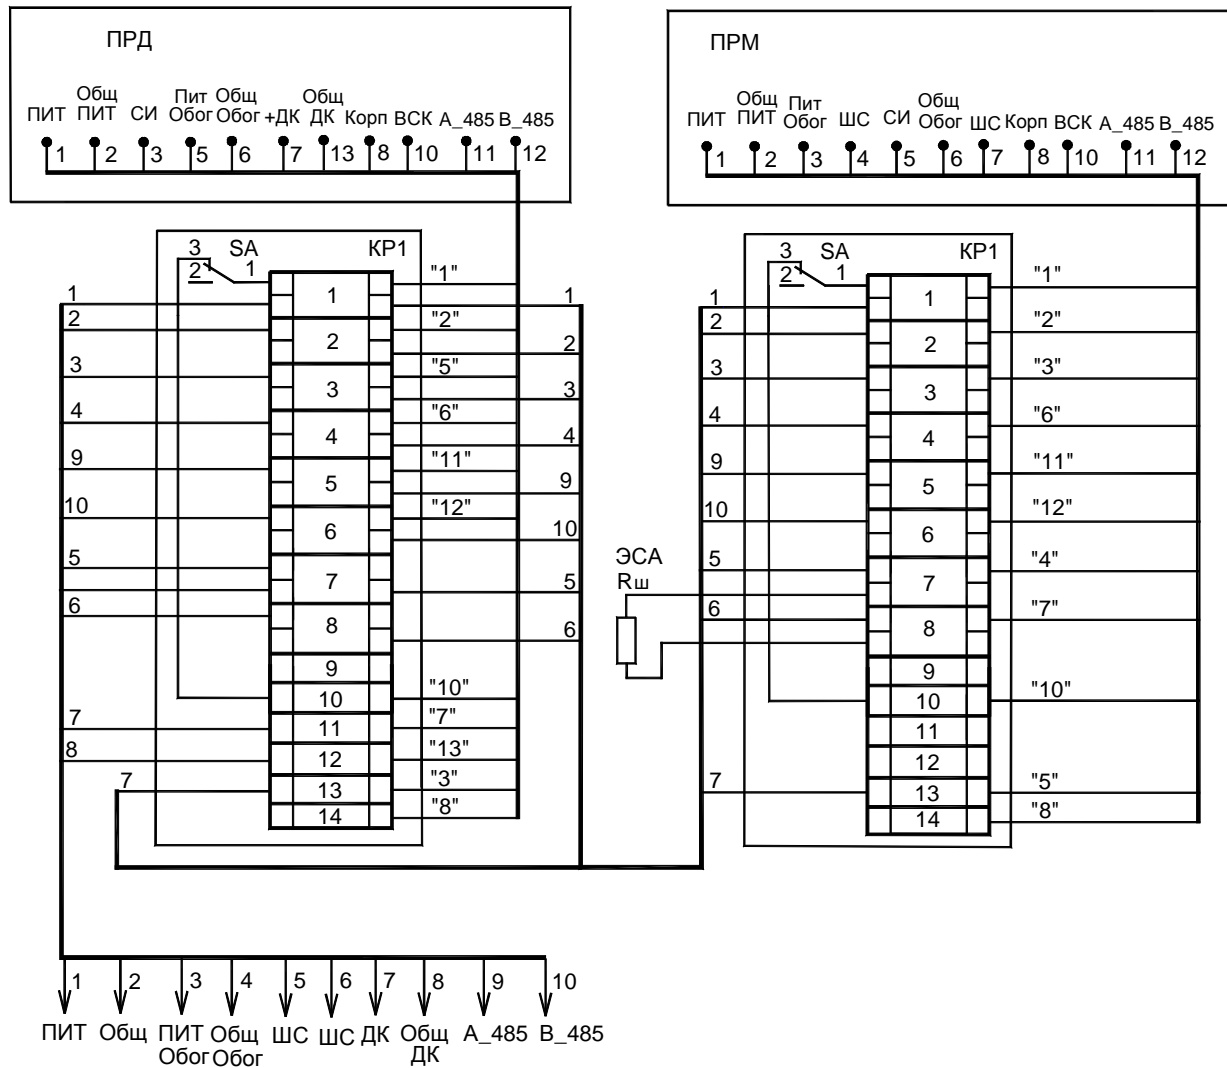 ПРД
ПИТ
Общ
ПИТ
СИ
Пит
Обог
Общ
Обог
+ДК
Общ
ДК
Корп
ВСК
А_485
В_485
1
2
3
5
6
7
13
8
10
11
12
3
SA
КР1
2
1
"1"
1
1
1
2
"2"
2
2
3
"5"
3
3
4
"6"
4
4
9
"11"
5
9
10
"12"
6
10
5
7
5
6
8
6
9
10
"10"
7
11
"7"
8
12
"13"
7
13
"3"
14
"8"
ПРМ
ПИТ
Общ
ПИТ
Пит
Обог
ШС
СИ
Общ
Обог
ШС
Корп
ВСК
А_485
В_485
1
2
3
4
5
6
7
8
10
11
12
3
SA
КР1
2
1
"1"
1
1
2
"2"
2
3
"3"
3
4
"6"
4
9
"11"
5
10
"12"
6
ЭСА
Rш
5
"4"
7
6
"7"
8
9
10
"10"
11
12
7
13
"5"
14
"8"
1
2
3
4
5
6
7
8
9
10
ПИТ
Общ
ПИТ
Обог
Общ
Обог
ШС
ШС
ДК
Общ
ДК
А_485
В_485